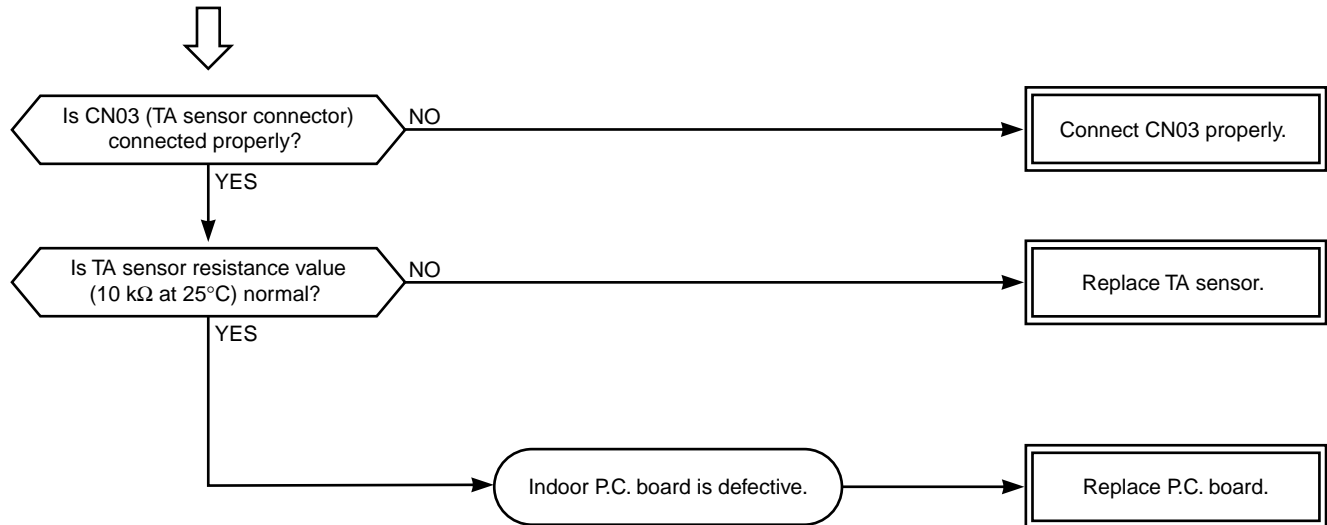 Is CN03 (TA sensor connector)
connected properly?
NO
Connect CN03 properly.
YES
Is TA sensor resistance value
(10 kΩ at 25°C) normal?
NO
Replace TA sensor.
YES
Indoor P.C. board is defective.
Replace P.C. board.